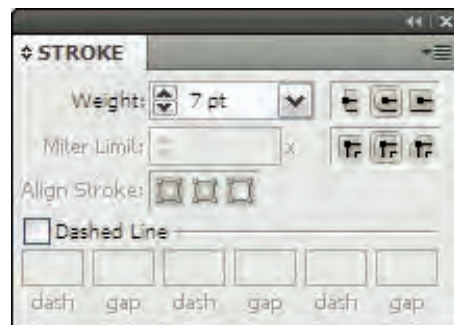 STROKE
Weight: 7 pt
Miter Limit: x
Align Stroke:
Dashed Line
dash gap dash gap dash gap